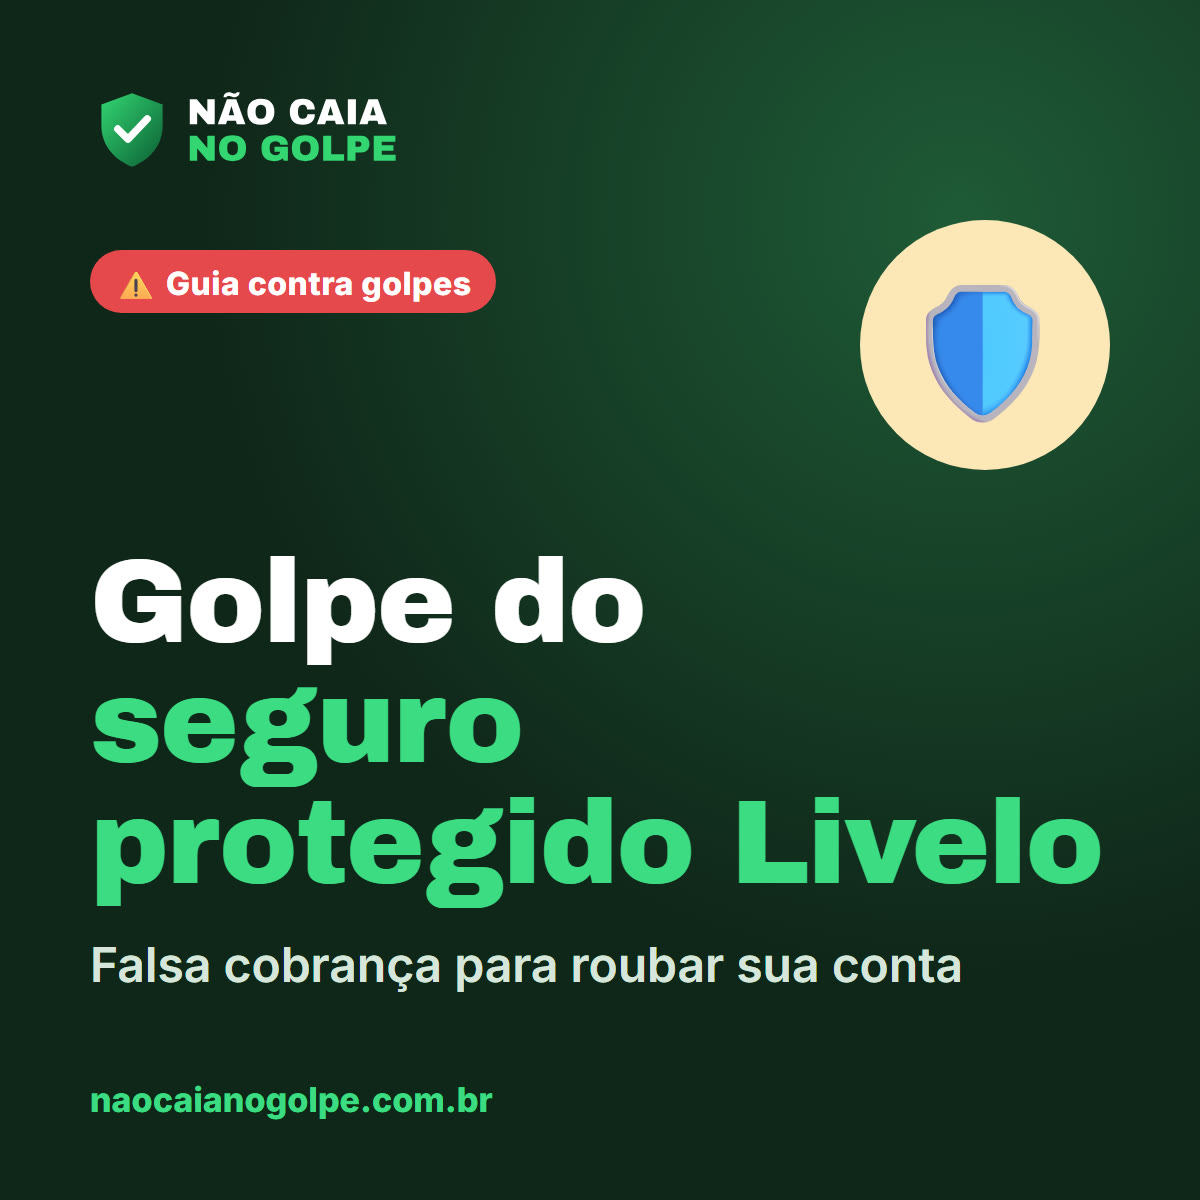 NÃO CAIA
NO GOLPE
Guia contra golpes
Golpe do
seguro
protegido Livelo
Falsa cobrança para roubar sua conta
naocaianogolpe.com.br